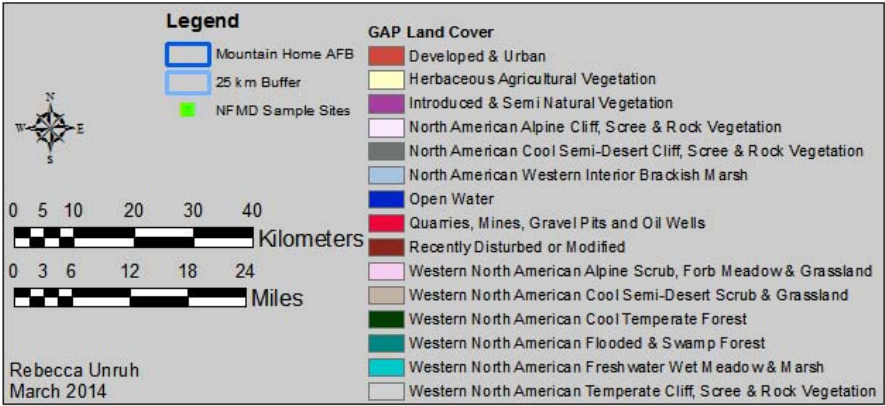 Legend
Mountain Home AFB
25 km Buffer
NFMD Sample Sites
N
W E
S
0 5 10 20 30 40
Kilometers
0 3 6 12 18 24
Miles
Rebecca Unruh
March 2014
GAP Land Cover
Developed & Urban
Herbaceous Agricultural Vegetation
Introduced & Semi Natural Vegetation
North American Alpine Cliff, Scree & Rock Vegetation
North American Cool Semi-Desert Cliff, Scree & Rock Vegetation
North American Western Interior Brackish Marsh
Open Water
Quarries, Mines, Gravel Pits and Oil Wells
Recently Disturbed or Modified
Western North American Alpine Scrub, Forb Meadow & Grassland
Western North American Cool Semi-Desert Scrub & Grassland
Western North American Cool Temperate Forest
Western North American Flooded & Swamp Forest
Western North American Freshwater Wet Meadow & Marsh
Western North American Temperate Cliff, Scree & Rock Vegetation